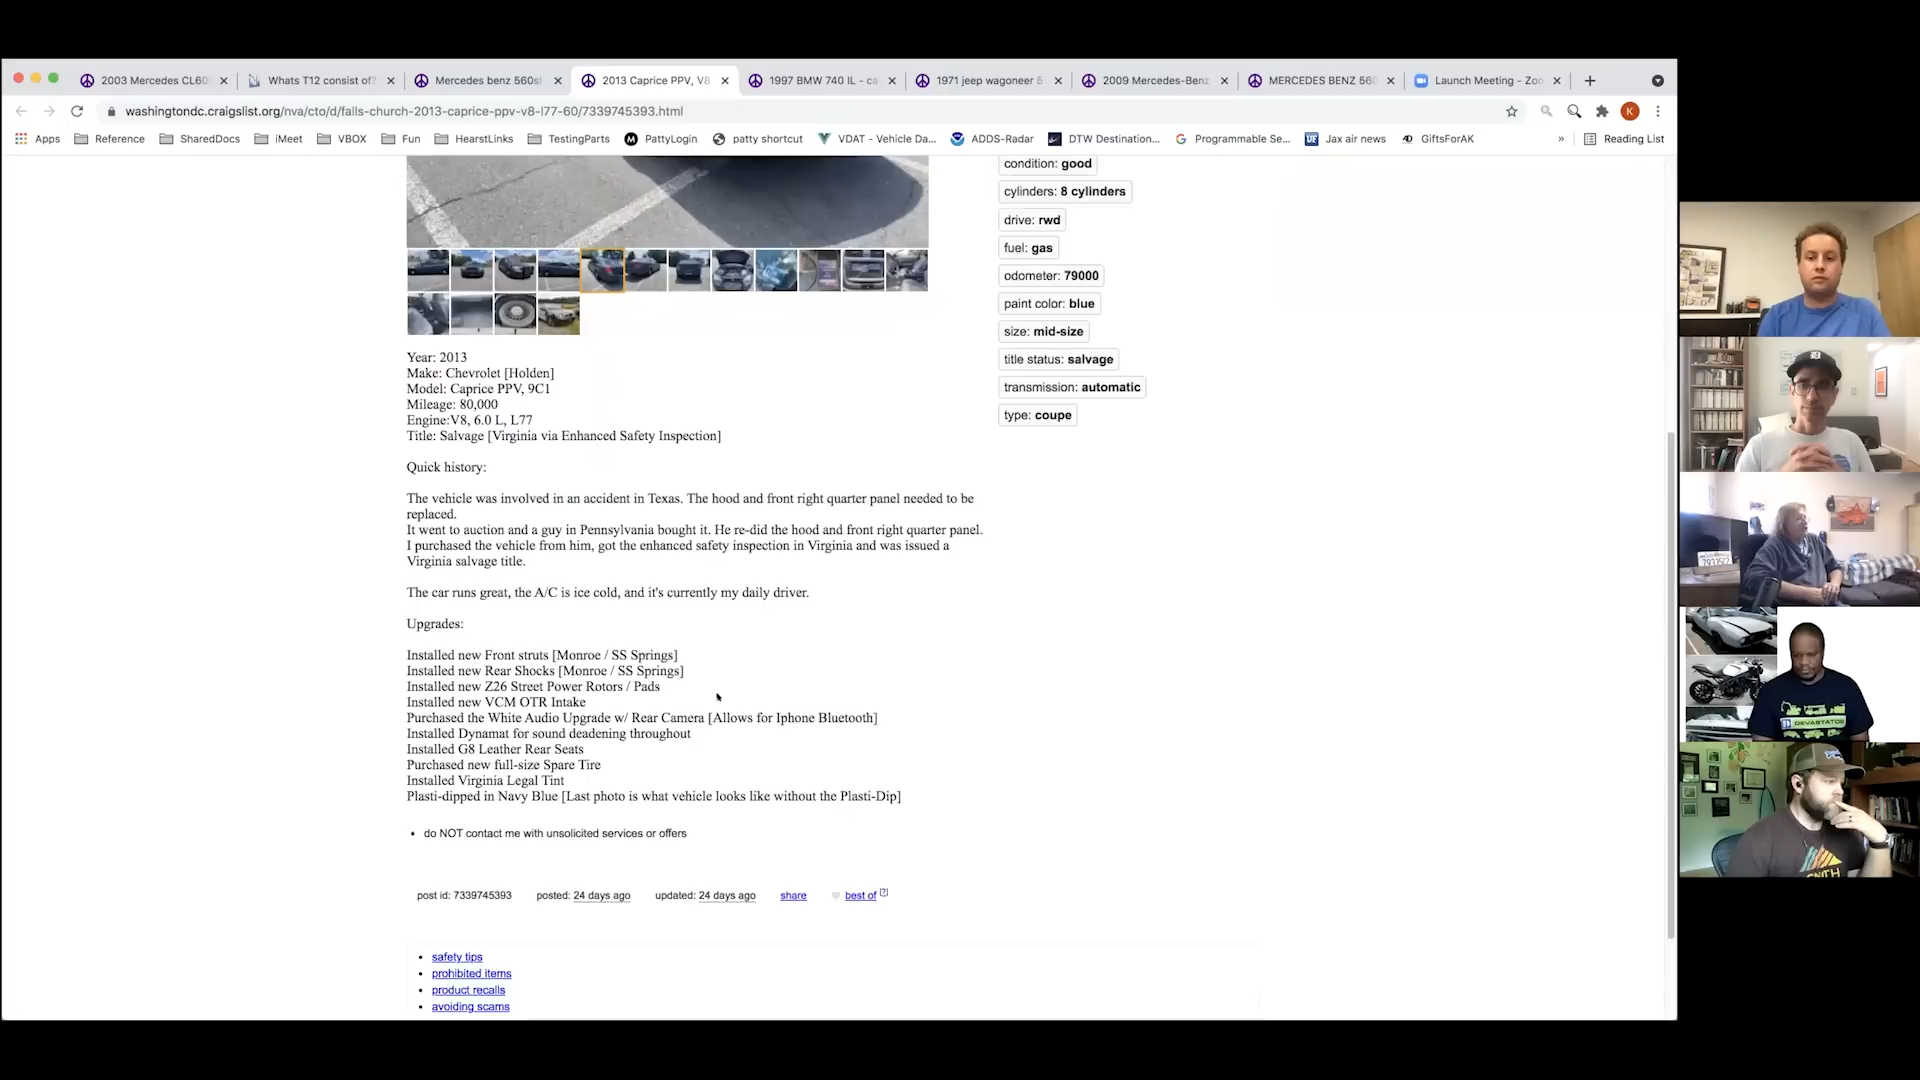 2003 Mercedes CL60
Whats T12 consist of?
Mercedes benz 560sl
2013 Caprice PPV, V8
1997 BMW 740 IL - ca
1971 jeep wagoneer 5
2009 Mercedes-Benz
MERCEDES BENZ 560
Launch Meeting - Zoo
washingtondc.craigslist.org/nva/cto/d/falls-church-2013-caprice-ppv-v8-l77-60/7339745393.html
K
Apps
Reference
SharedDocs
iMeet
VBOX
Fun
HearstLinks
TestingParts
PattyLogin
patty shortcut
VDAT - Vehicle Da...
ADDS-Radar
DTW Destination...
Programmable Se...
Jax air news
GiftsForAK
»
Reading List
condition: good
cylinders: 8 cylinders
drive: rwd
fuel: gas
odometer: 79000
paint color: blue
size: mid-size
title status: salvage
transmission: automatic
type: coupe
Year: 2013
Make: Chevrolet [Holden]
Model: Caprice PPV, 9C1
Mileage: 80,000
Engine:V8, 6.0 L, L77
Title: Salvage [Virginia via Enhanced Safety Inspection]
Quick history:
The vehicle was involved in an accident in Texas. The hood and front right quarter panel needed to be
replaced.
It went to auction and a guy in Pennsylvania bought it. He re-did the hood and front right quarter panel.
I purchased the vehicle from him, got the enhanced safety inspection in Virginia and was issued a
Virginia salvage title.
The car runs great, the A/C is ice cold, and it's currently my daily driver.
Upgrades:
Installed new Front struts [Monroe / SS Springs]
Installed new Rear Shocks [Monroe / SS Springs]
Installed new Z26 Street Power Rotors / Pads
Installed new VCM OTR Intake
Purchased the White Audio Upgrade w/ Rear Camera [Allows for Iphone Bluetooth]
Installed Dynamat for sound deadening throughout
Installed G8 Leather Rear Seats
Purchased new full-size Spare Tire
Installed Virginia Legal Tint
Plasti-dipped in Navy Blue [Last photo is what vehicle looks like without the Plasti-Dip]
• do NOT contact me with unsolicited services or offers
post id: 7339745393 posted: 24 days ago updated: 24 days ago share best of [?]
• safety tips
• prohibited items
• product recalls
• avoiding scams
DEVASTATOR